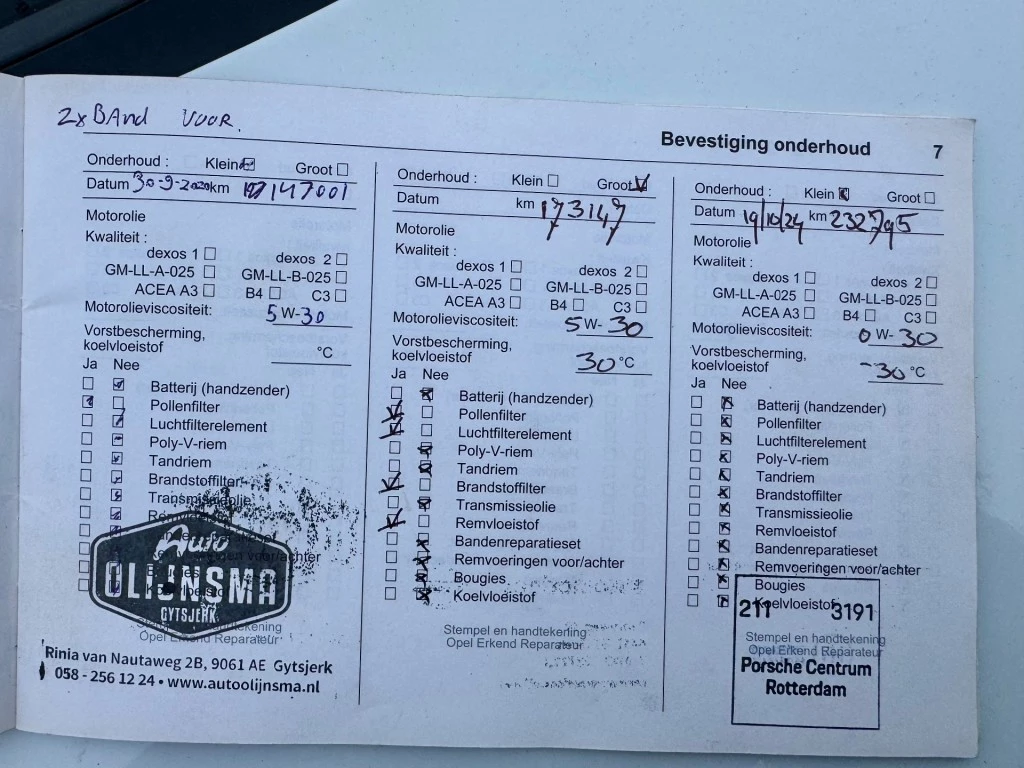 2x BAnd VOOR.
Bevestiging onderhoud 7
Onderhoud : Klein Groot
Datum 30-9-2020 km 147001
Motorolie
Kwaliteit :
dexos 1 dexos 2
GM-LL-A-025 GM-LL-B-025
ACEA A3 B4 C3
Motorolieviscositeit: 5 W-30
Vorstbescherming,
koelvloeistof °C
Ja Nee
Batterij (handzender)
Pollenfilter
Luchtfilterelement
Poly-V-riem
Tandriem
Brandstoffilter
Transmissieolie
Auto
OLIJNSMA
GYTSJERK
Stempel en handtekening
Opel Erkend Reparateur
Rinia van Nautaweg 2B, 9061 AE Gytsjerk
058 - 256 12 24 • www.autoolijnsma.nl
Onderhoud : Klein Groot
Datum km 173147
Motorolie
Kwaliteit :
dexos 1 dexos 2
GM-LL-A-025 GM-LL-B-025
ACEA A3 B4 C3
Motorolieviscositeit: 5 W- 30
Vorstbescherming,
koelvloeistof 30 °C
Ja Nee
Batterij (handzender)
Pollenfilter
Luchtfilterelement
Poly-V-riem
Tandriem
Brandstoffilter
Transmissieolie
Remvloeistof
Bandenreparatieset
Remvoeringen voor/achter
Bougies
Koelvloeistof
Stempel en handtekening
Opel Erkend Reparateur
Onderhoud : Klein Groot
Datum 19/10/24 km 232795
Motorolie
Kwaliteit :
dexos 1 dexos 2
GM-LL-A-025 GM-LL-B-025
ACEA A3 B4 C3
Motorolieviscositeit: 0 W- 30
Vorstbescherming,
koelvloeistof -30 °C
Ja Nee
Batterij (handzender)
Pollenfilter
Luchtfilterelement
Poly-V-riem
Tandriem
Brandstoffilter
Transmissieolie
Remvloeistof
Bandenreparatieset
Remvoeringen voor/achter
Bougies
Koelvloeistof
211 3191
Stempel en handtekening
Opel Erkend Reparateur
Porsche Centrum
Rotterdam